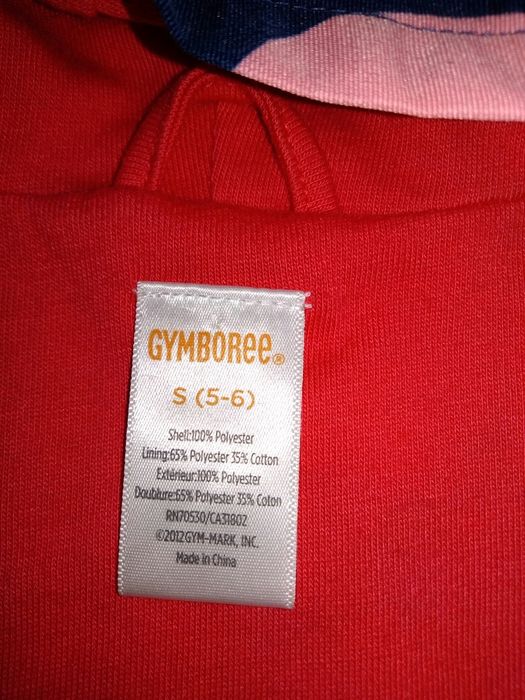 GYMBORee®
S (5-6)
Shell:100% Polyester
Lining:65% Polyester 35% Cotton
Extérieur:100% Polyester
Doublure:65% Polyester 35% Coton
RN70530/CA31802
©2012GYM-MARK, INC.
Made in China